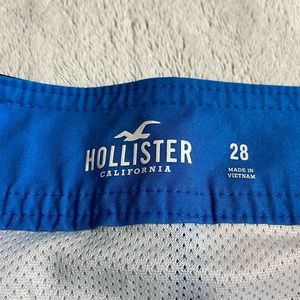 HOLLISTER
CALIFORNIA
28
MADE IN
VIETNAM